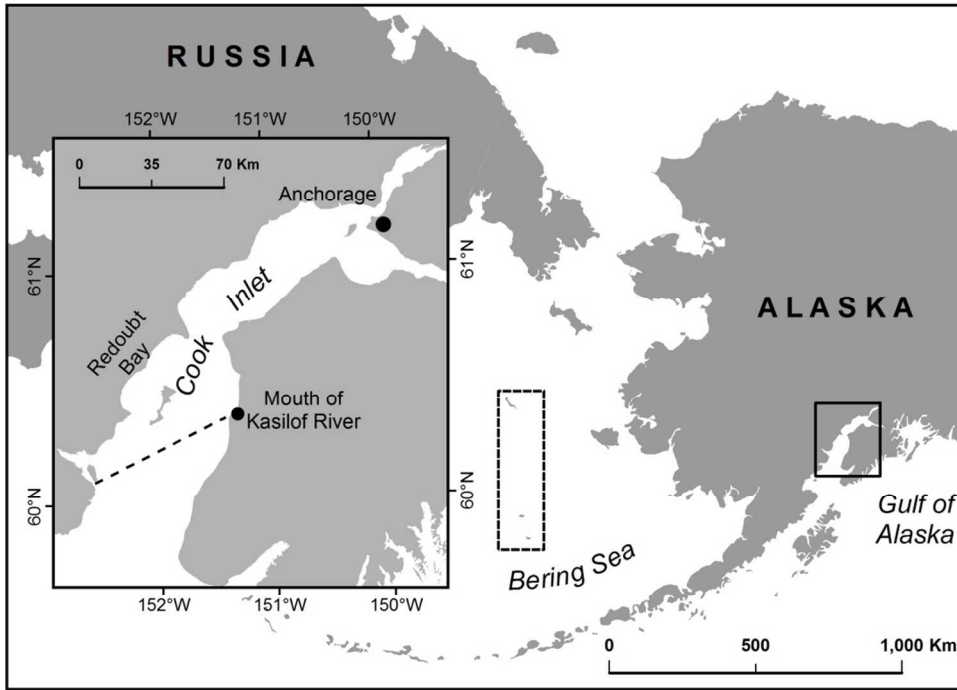 RUSSIA
152°W 151°W 150°W
0 35 70 Km
Anchorage
61°N
61°N
Inlet
Redoubt
Bay
Cook
Mouth of
Kasilof River
60°N
60°N
152°W 151°W 150°W
ALASKA
Gulf of
Alaska
Bering Sea
0 500 1,000 Km